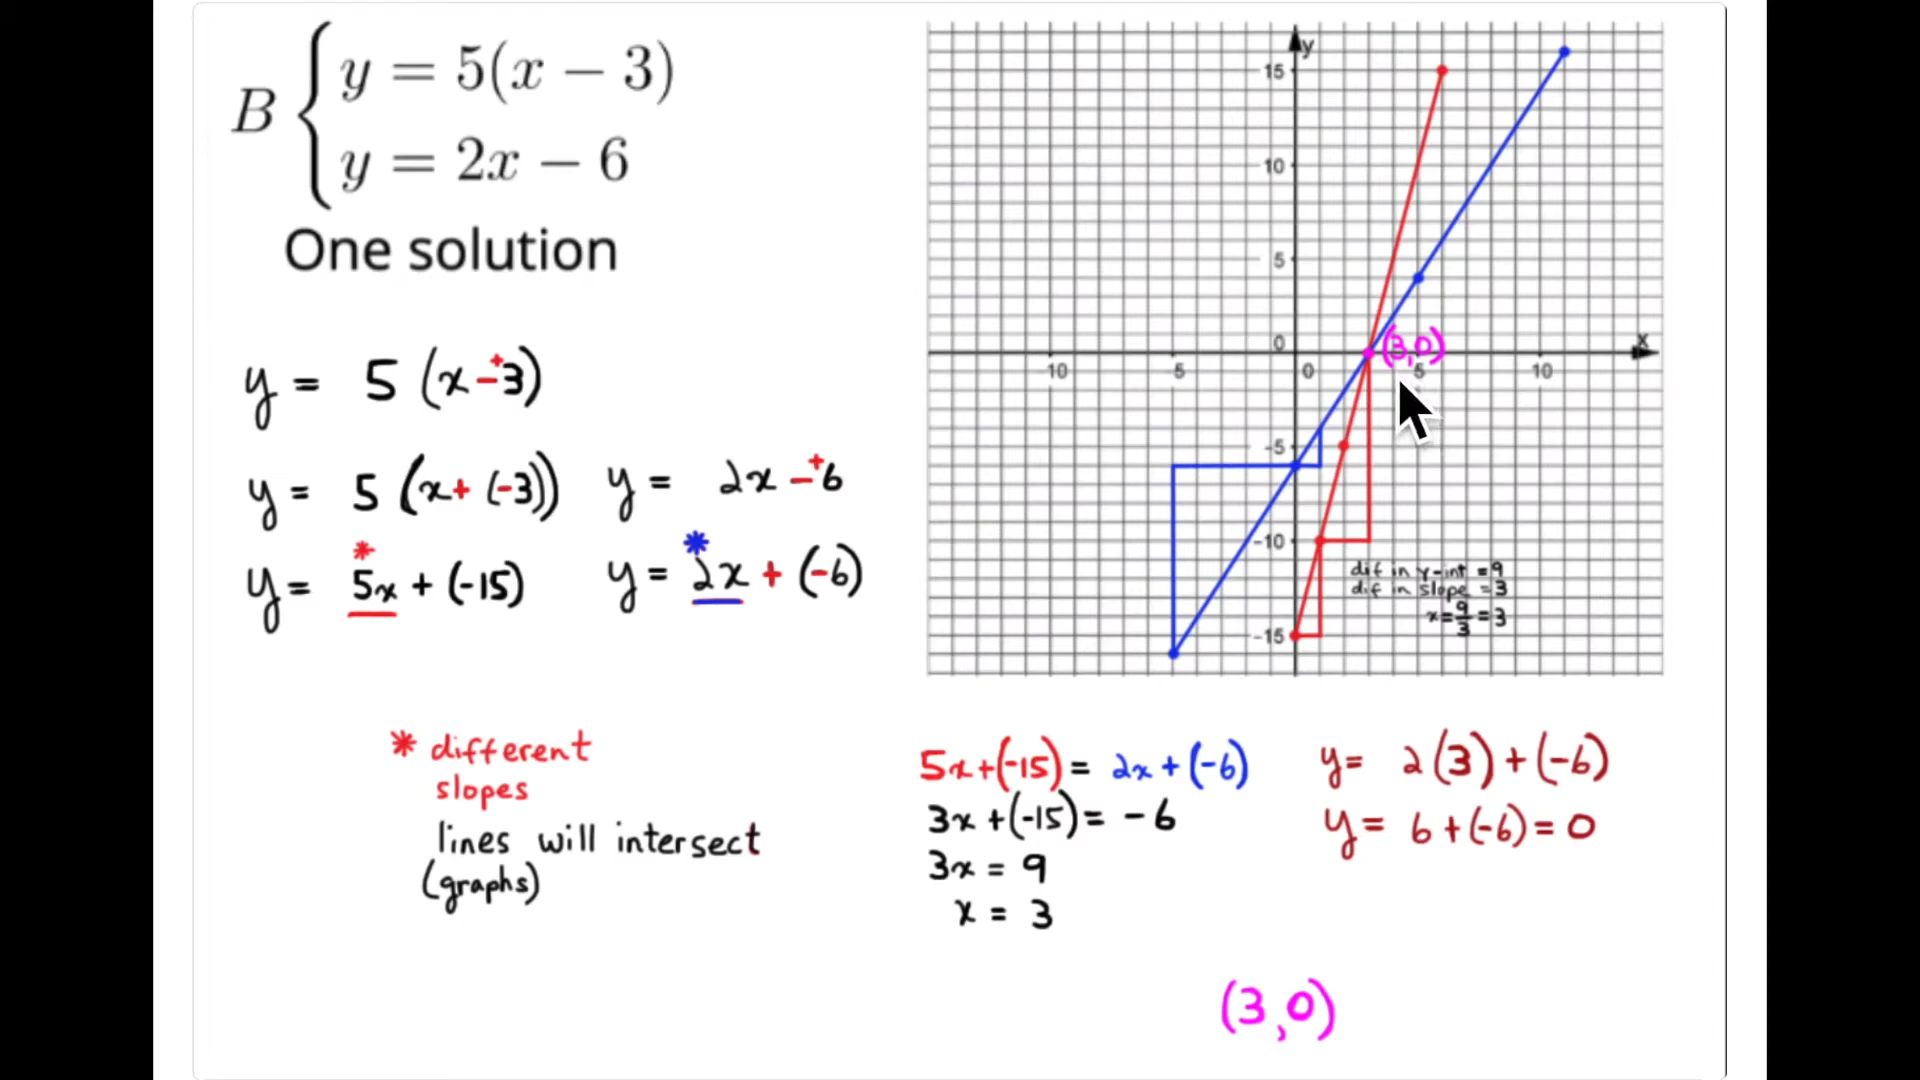 B { y = 5(x − 3)
y = 2x − 6
One solution
y = 5 (x −+ 3)
y = 5 (x + (-3))
y = 5x + (-15)
y = 2x −+ 6
y = 2x + (-6)
* different
slopes
lines will intersect
(graphs)
y
15
10
5
0
x
10 5 0 5 10
-5
-10
-15
(3,0)
dif in y-int = 9
dif in slope = 3
x = 9/3 = 3
5x+(-15) = 2x + (-6)
3x +(-15) = -6
3x = 9
x = 3
y = 2(3) + (-6)
y = 6 + (-6) = 0
(3,0)